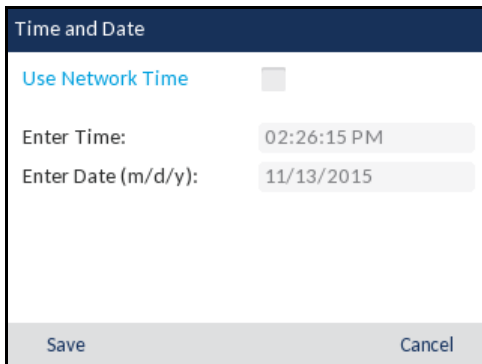 Time and Date
Use Network Time
Enter Time: 02:26:15 PM
Enter Date (m/d/y): 11/13/2015
Save Cancel